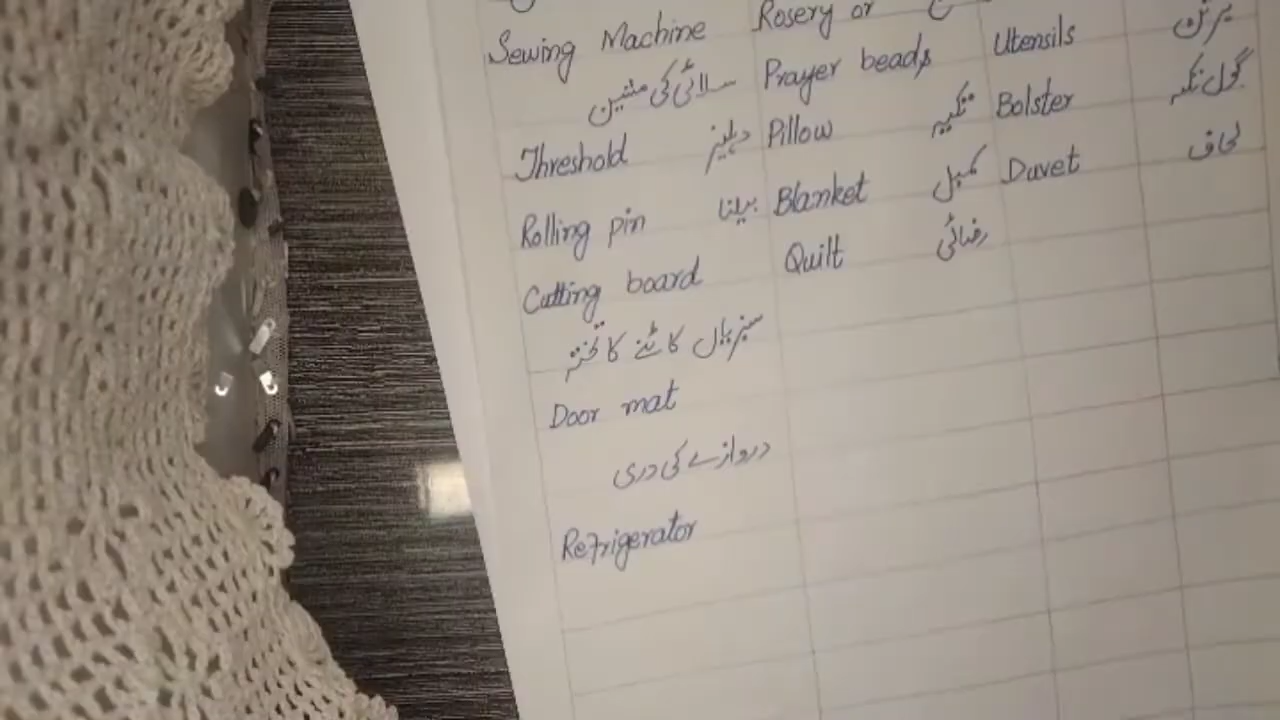 Sewing Machine
سلائی کی مشین
Threshold دہلیز
Rolling pin بیلنا
Cutting board
سبزیاں کاٹنے کا تختہ
Door mat
دروازے کی دری
Refrigerator
Rosery or
Prayer beads
Pillow تکیہ
Blanket کمبل
Quilt رضائی
Utensils برتن
Bolster گول تکیہ
Duvet لحاف